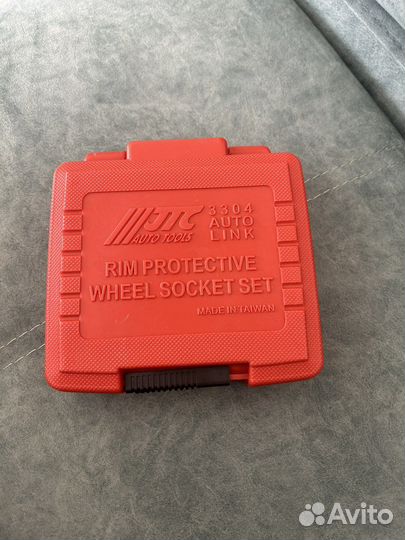 JTC
AUTO TOOLS
3304
AUTO
LINK
RIM PROTECTIVE
WHEEL SOCKET SET
MADE IN TAIWAN
Avito